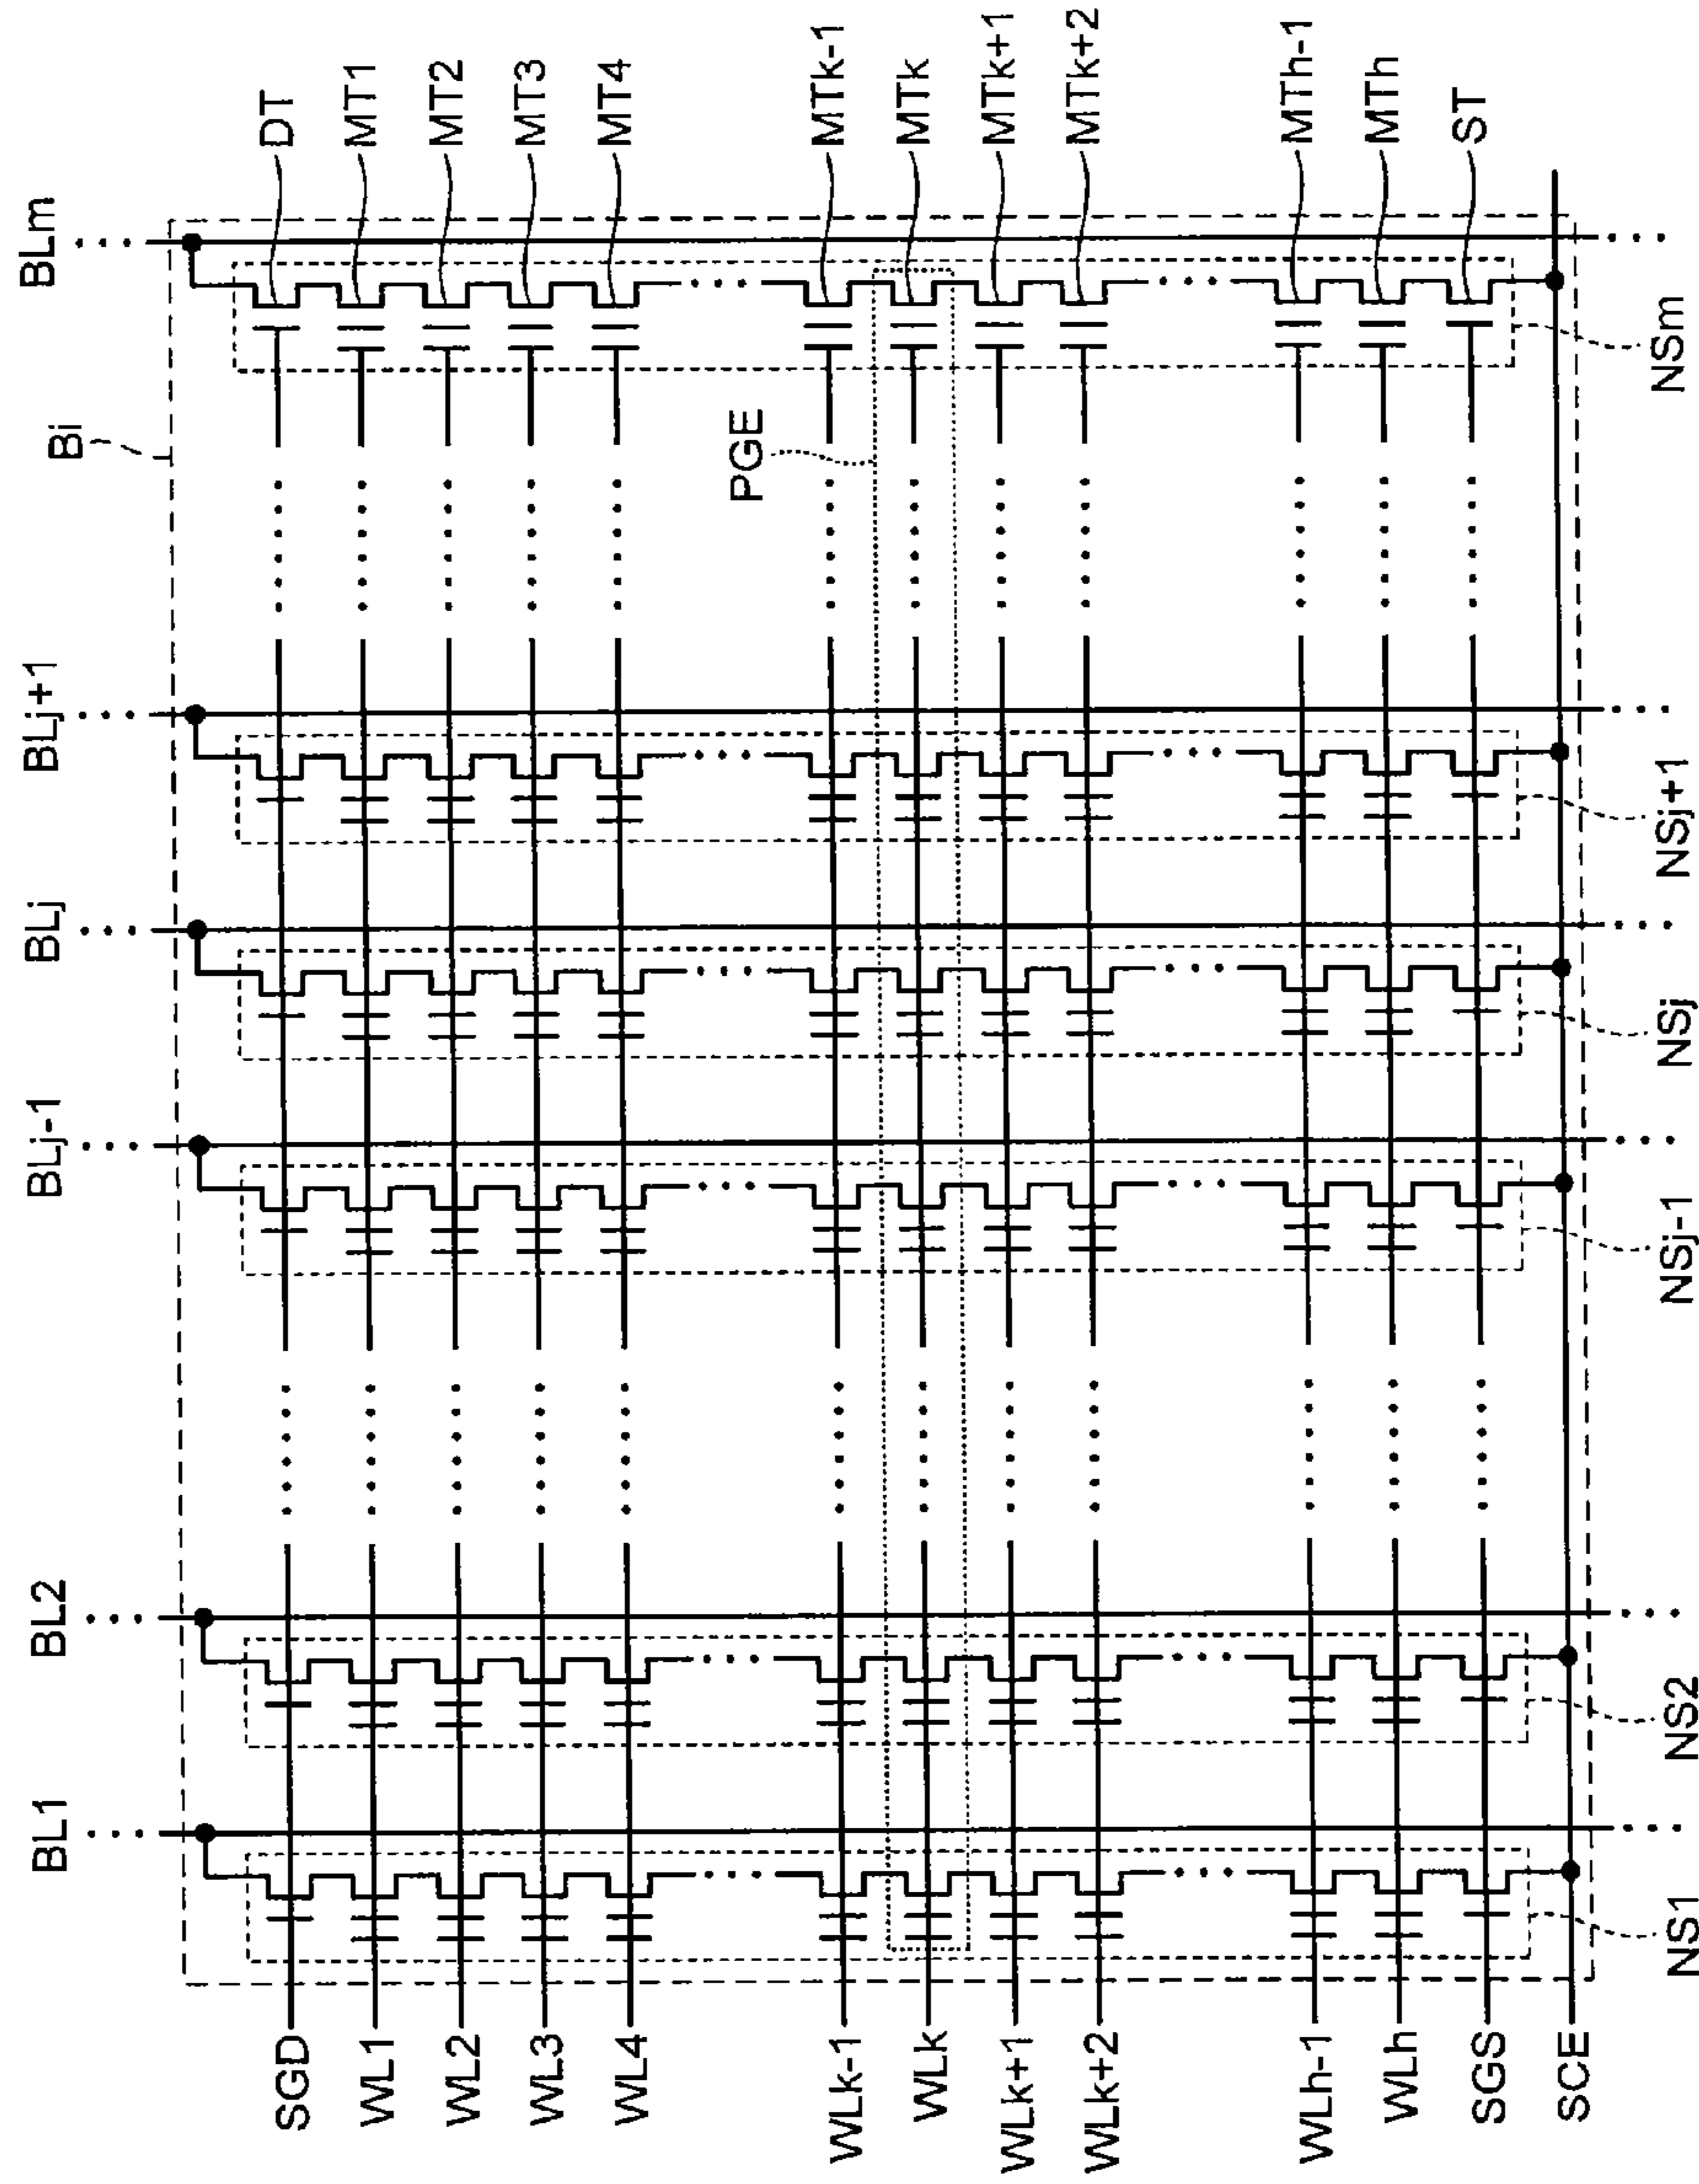 BL1
BL2
BLj-1
BLj
BLj+1
BLm
Bi
PGE
SGD
WL1
WL2
WL3
WL4
WLk-1
WLk
WLk+1
WLk+2
WLh-1
WLh
SGS
SCE
DT
MT1
MT2
MT3
MT4
MTk-1
MTk
MTk+1
MTk+2
MTh-1
MTh
ST
NS1
NS2
NSj-1
NSj
NSj+1
NSm